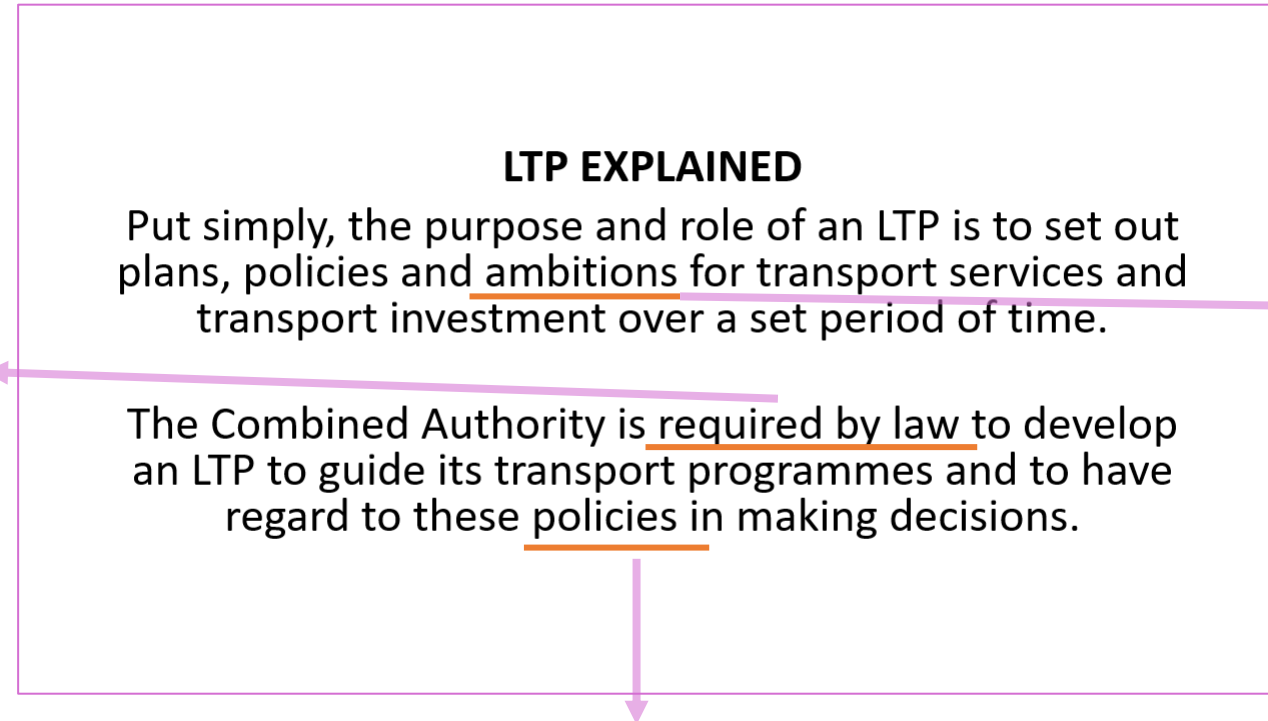 LTP EXPLAINED
Put simply, the purpose and role of an LTP is to set out
plans, policies and ambitions for transport services and
transport investment over a set period of time.
The Combined Authority is required by law to develop
an LTP to guide its transport programmes and to have
regard to these policies in making decisions.